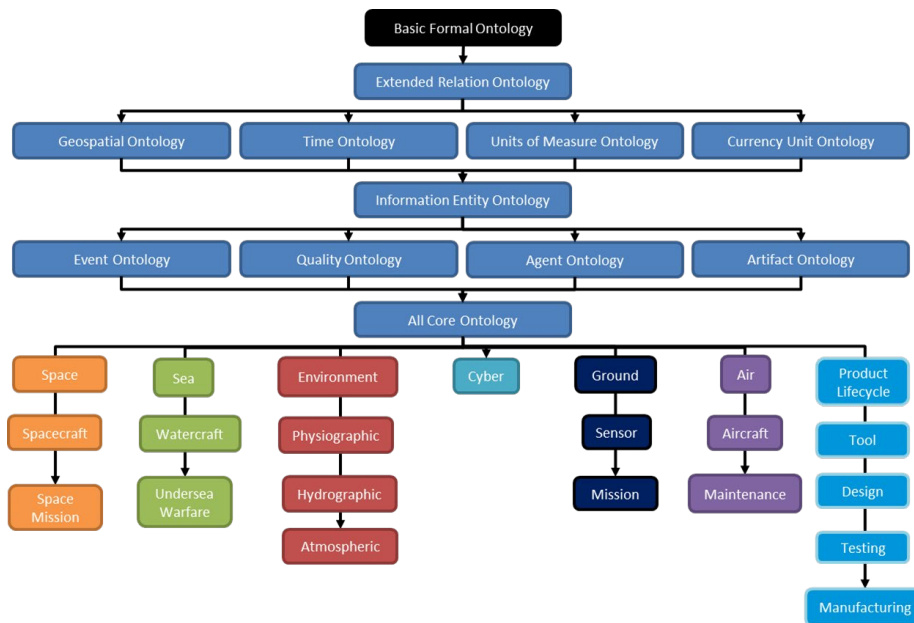 Basic Formal Ontology
Extended Relation Ontology
Geospatial Ontology
Time Ontology
Units of Measure Ontology
Currency Unit Ontology
Information Entity Ontology
Event Ontology
Quality Ontology
Agent Ontology
Artifact Ontology
All Core Ontology
Space
Sea
Environment
Cyber
Ground
Air
Product
Lifecycle
Spacecraft
Watercraft
Physiographic
Sensor
Aircraft
Tool
Space
Mission
Undersea
Warfare
Hydrographic
Mission
Maintenance
Design
Atmospheric
Testing
Manufacturing